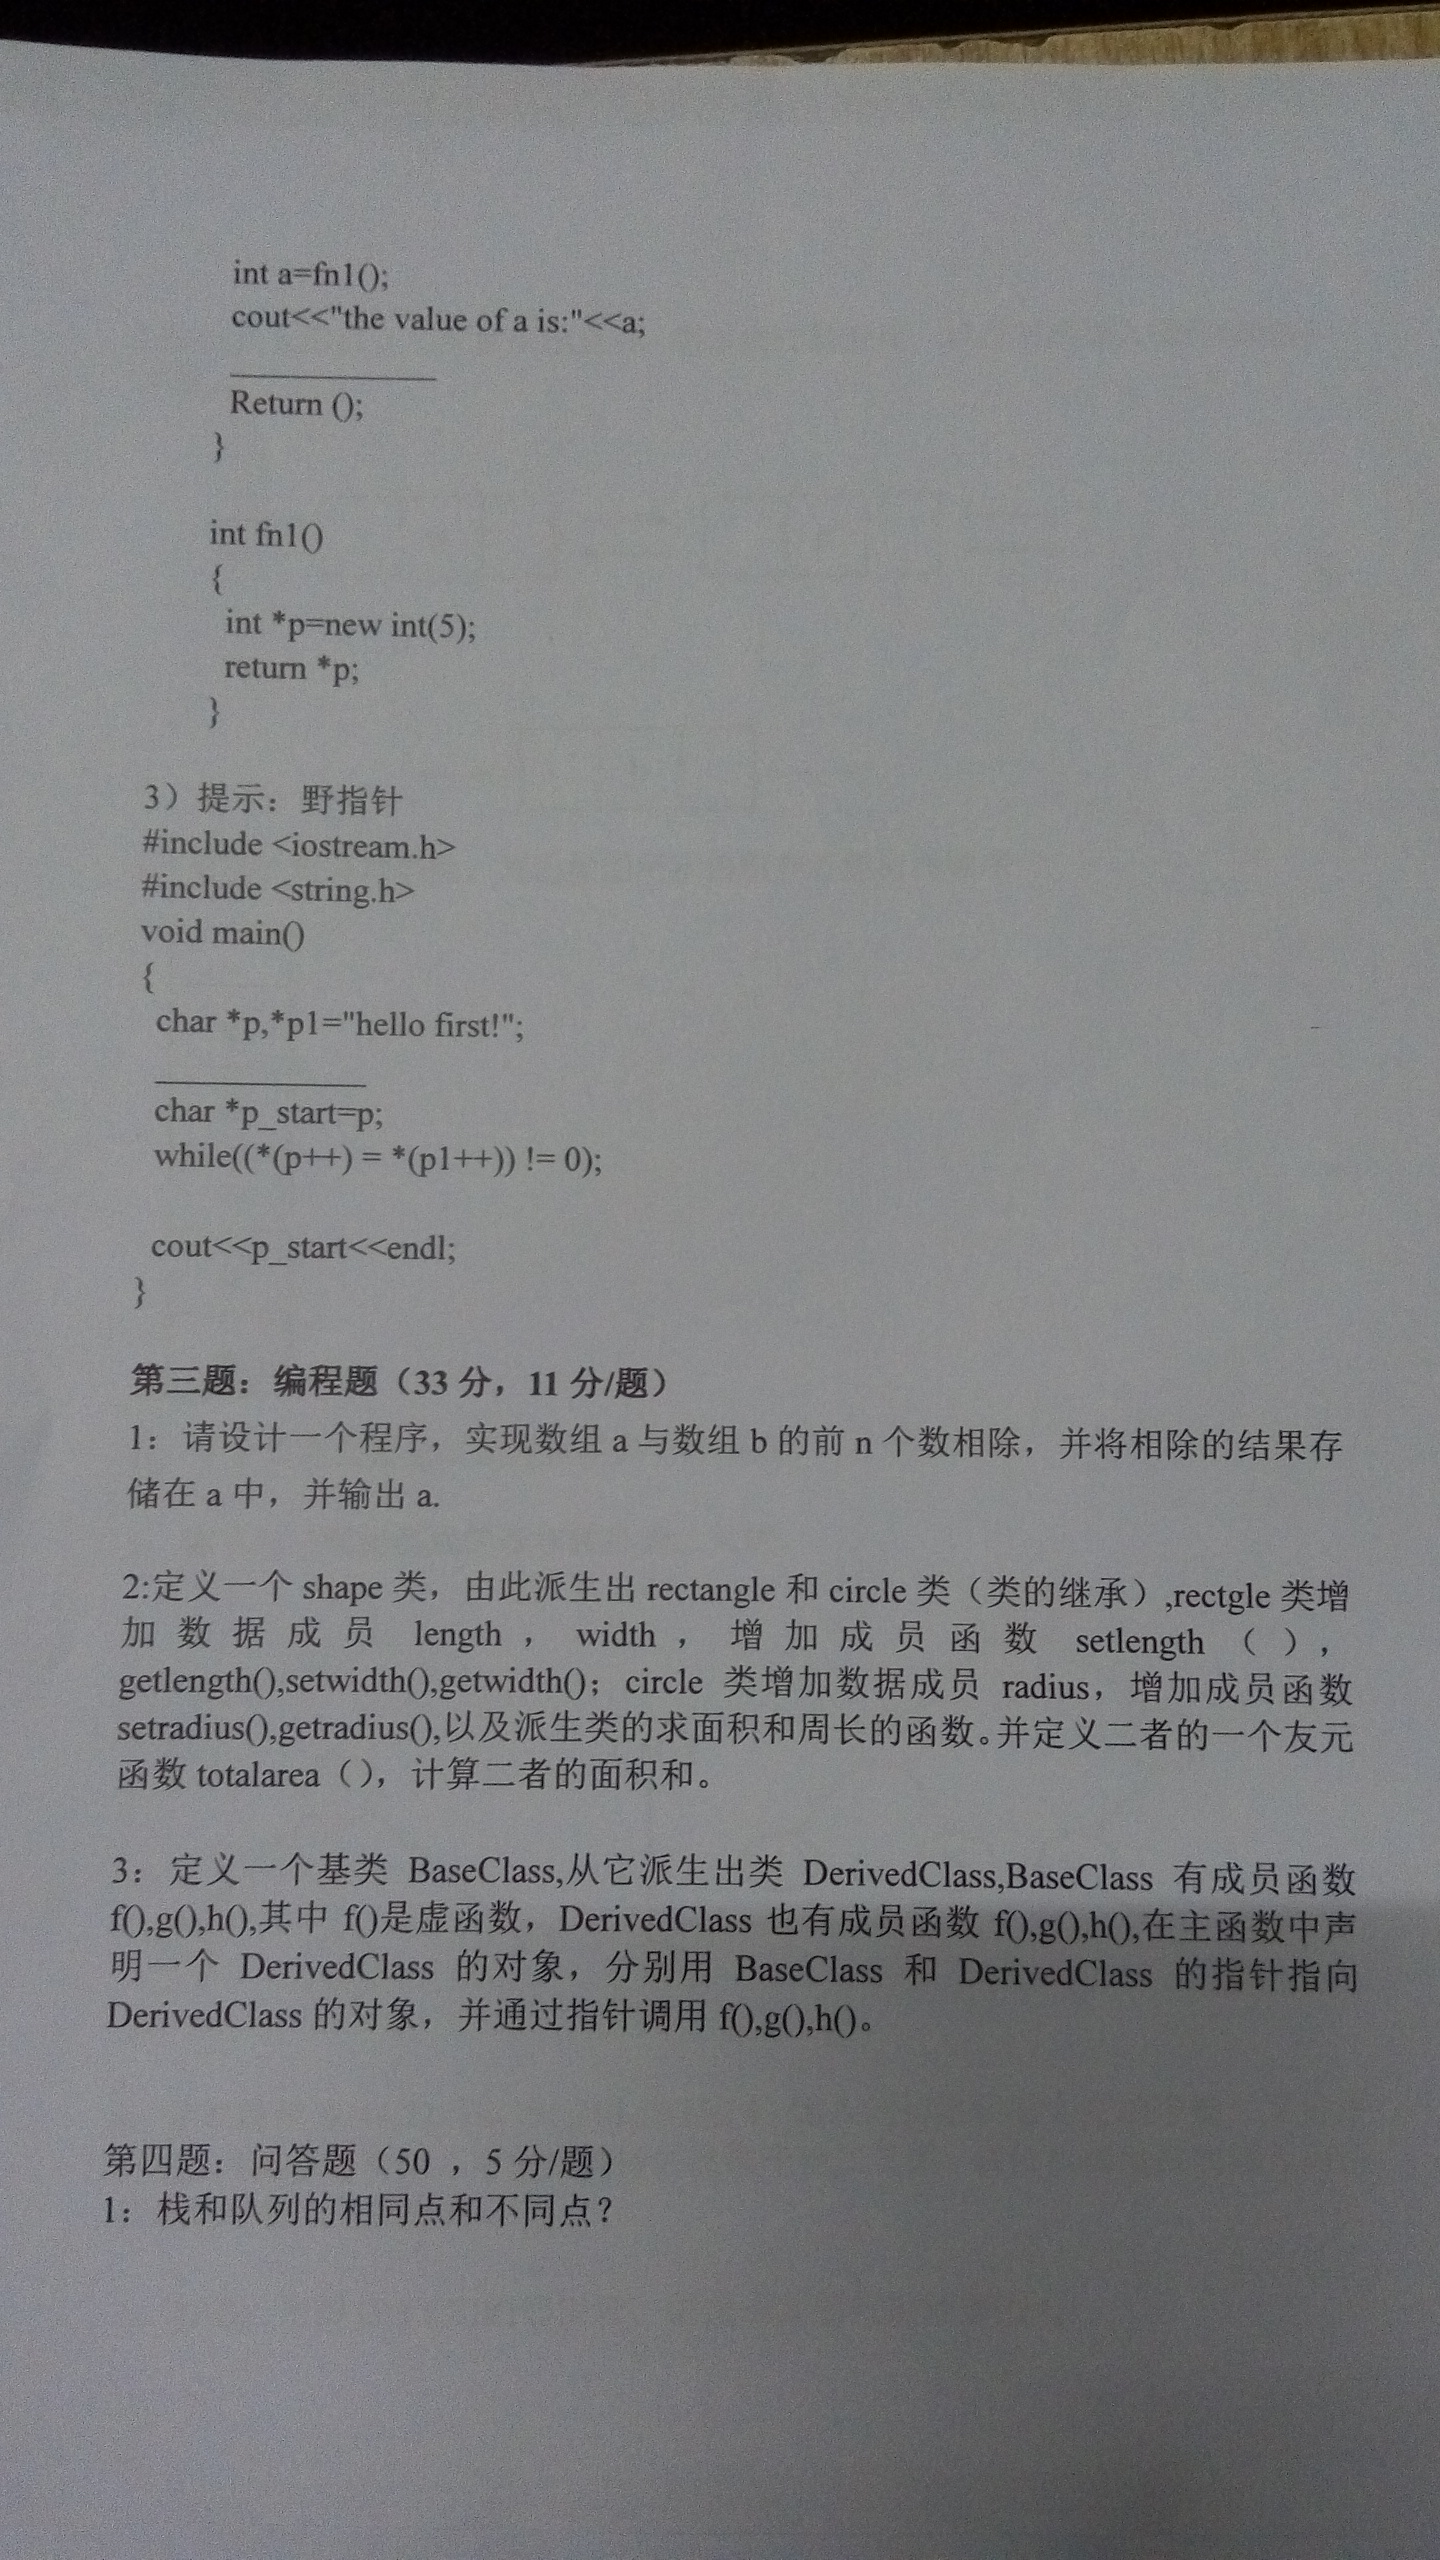 int a=fn1();
cout<<"the value of a is:"<<a;
____________
Return ();
}
int fn1()
{
int *p=new int(5);
return *p;
}
3）提示：野指针
#include <iostream.h>
#include <string.h>
void main()
{
char *p,*p1="hello first!";
____________
char *p_start=p;
while((*(p++) = *(p1++)) != 0);
cout<<p_start<<endl;
}
第三题：编程题（33 分，11 分/题）
1：请设计一个程序，实现数组 a 与数组 b 的前 n 个数相除，并将相除的结果存
储在 a 中，并输出 a.
2:定义一个 shape 类，由此派生出 rectangle 和 circle 类（类的继承）,rectgle 类增
加 数 据 成 员 length ， width ， 增 加 成 员 函 数 setlength （ ），
getlength(),setwidth(),getwidth()；circle 类增加数据成员 radius，增加成员函数
setradius(),getradius(),以及派生类的求面积和周长的函数。并定义二者的一个友元
函数 totalarea（），计算二者的面积和。
3：定义一个基类 BaseClass,从它派生出类 DerivedClass,BaseClass 有成员函数
f(),g(),h(),其中 f()是虚函数，DerivedClass 也有成员函数 f(),g(),h(),在主函数中声
明一个 DerivedClass 的对象，分别用 BaseClass 和 DerivedClass 的指针指向
DerivedClass 的对象，并通过指针调用 f(),g(),h()。
第四题：问答题（50 ，5 分/题）
1：栈和队列的相同点和不同点？